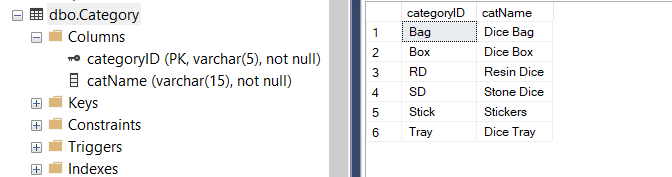 dbo.Category
Columns
categoryID (PK, varchar(5), not null)
catName (varchar(15), not null)
Keys
Constraints
Triggers
Indexes
categoryID catName
1 Bag Dice Bag
2 Box Dice Box
3 RD Resin Dice
4 SD Stone Dice
5 Stick Stickers
6 Tray Dice Tray